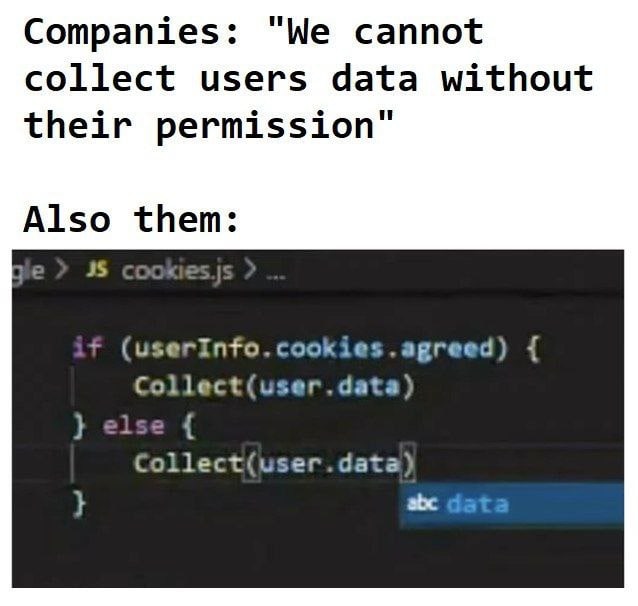 Companies: "We cannot
collect users data without
their permission"
Also them:
gle > JS cookies.js > ...
if (userInfo.cookies.agreed) {
Collect(user.data)
} else {
Collect(user.data)
}
abc data